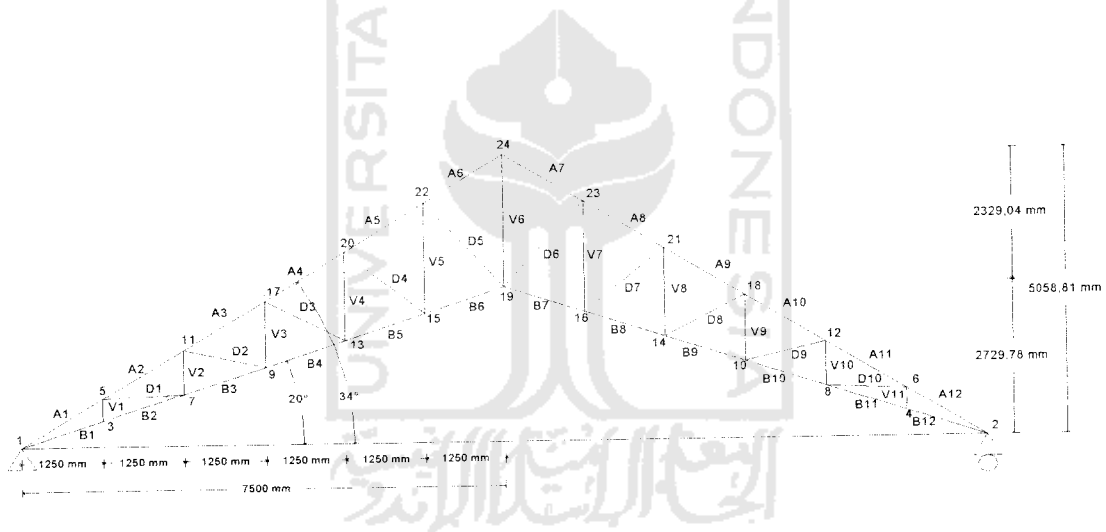 UNIVERSITA
INDONESIA
24
A6
A7
22
23
A5
V6
A8
2329,04 mm
20
D5
D6
V7
21
A4
V5
D4
D7
A9
17
D3
V4
19
V8
18
5058,81 mm
A3
B6
B7
16
A10
11
V3
15
D8
V9
12
D2
B5
B8
14
2729.78 mm
A2
V2
13
B9
10
D9
A11
5
D1
9
B4
V10
D10
6
A1
V1
B3
B10
8
V11
A12
7
20°
34°
B11
4
B2
3
B12
2
1
B1
1250 mm
1250 mm
1250 mm
1250 mm
1250 mm
1250 mm
7500 mm